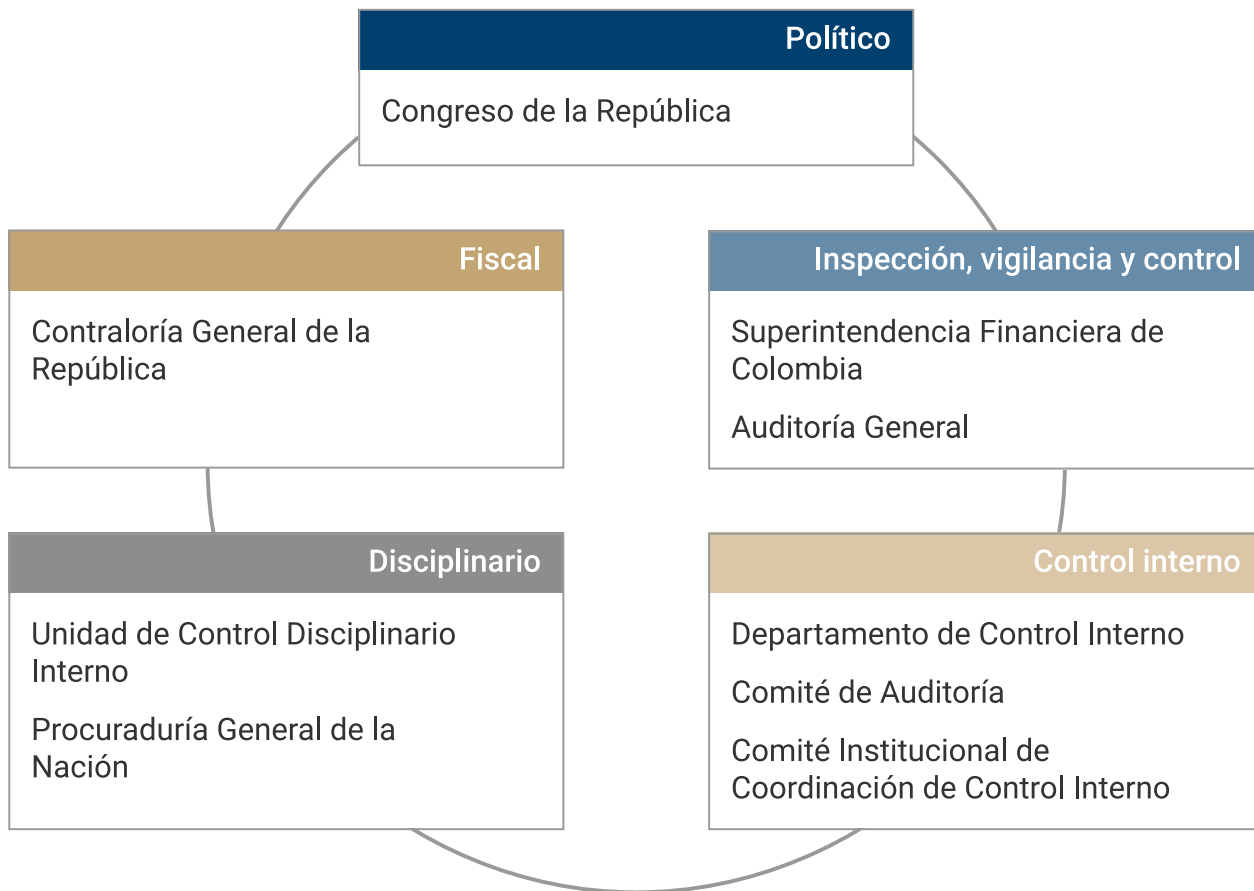 Político
Congreso de la República
Fiscal
Contraloría General de la
República
Inspección, vigilancia y control
Superintendencia Financiera de
Colombia
Auditoría General
Disciplinario
Unidad de Control Disciplinario
Interno
Procuraduría General de la
Nación
Control interno
Departamento de Control Interno
Comité de Auditoría
Comité Institucional de
Coordinación de Control Interno